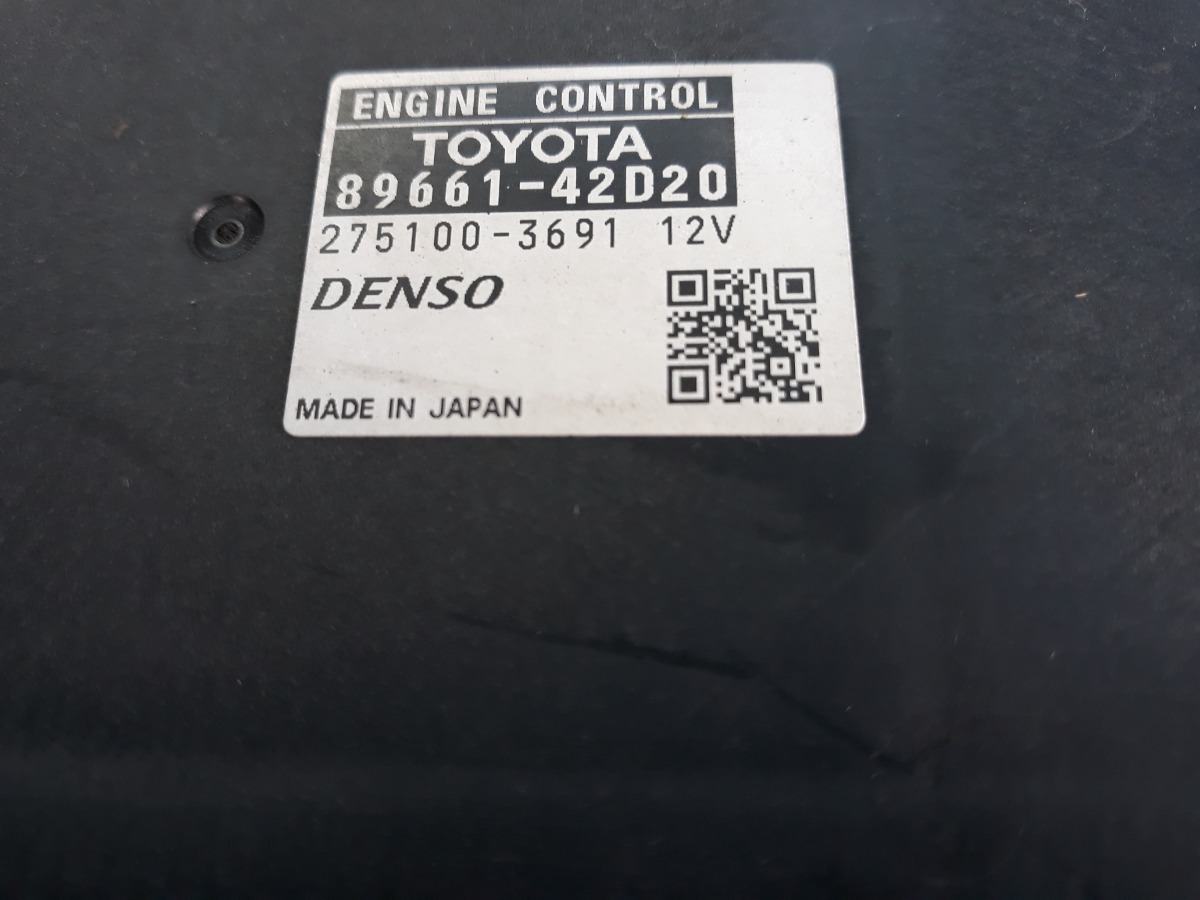 ENGINE CONTROL
TOYOTA
89661-42D20
275100-3691 12V
DENSO
MADE IN JAPAN